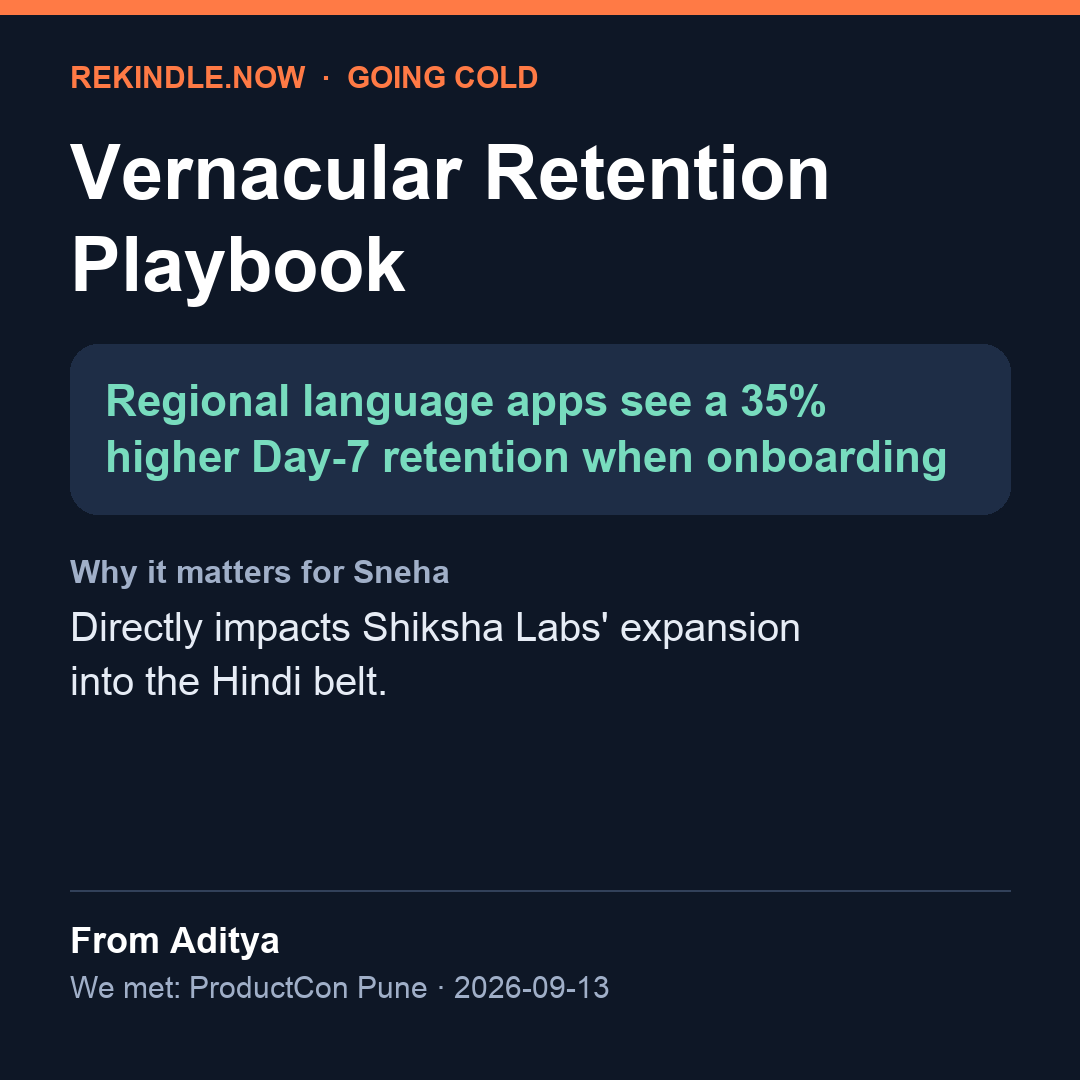 REKINDLE.NOW · GOING COLD
Vernacular Retention
Playbook
Regional language apps see a 35%
higher Day-7 retention when onboarding
Why it matters for Sneha
Directly impacts Shiksha Labs' expansion
into the Hindi belt.
From Aditya
We met: ProductCon Pune · 2026-09-13